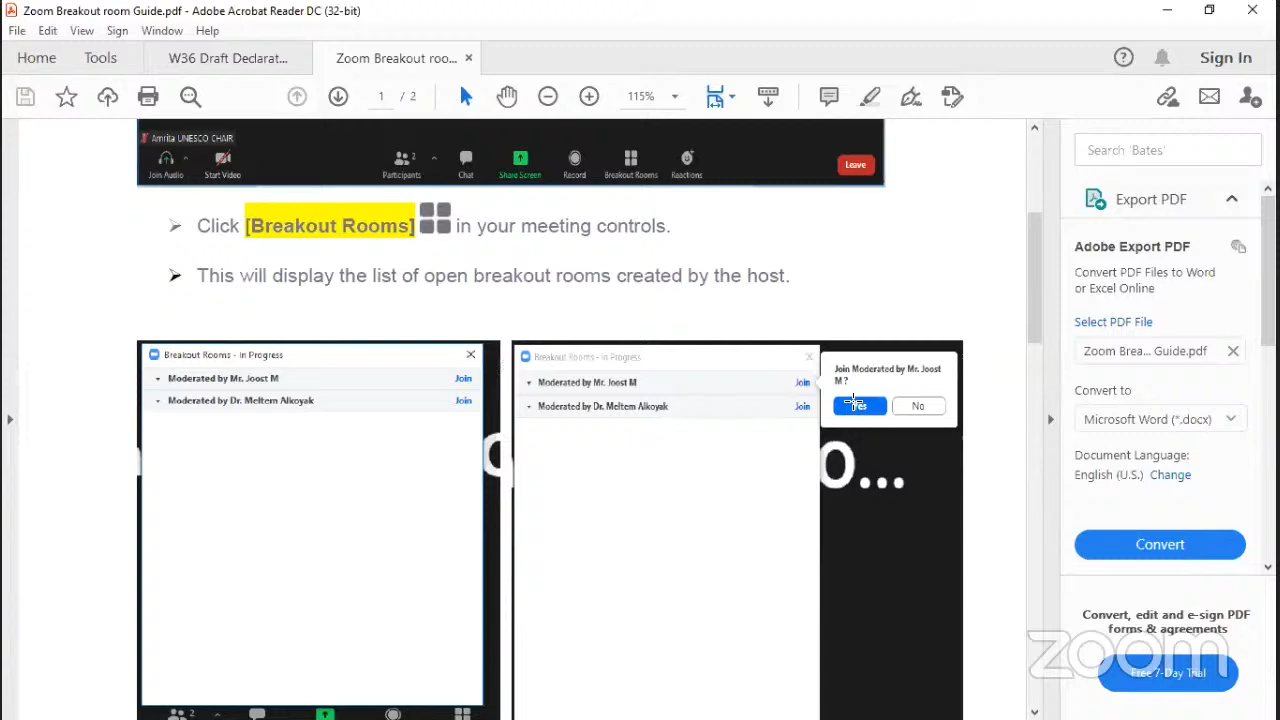 Zoom Breakout room Guide.pdf - Adobe Acrobat Reader DC (32-bit)
File Edit View Sign Window Help
Home Tools W36 Draft Declarat... Zoom Breakout roo... ×
1 / 2 115%
Sign In
Amrita UNESCO CHAIR
Join Audio Start Video Participants 2 Chat Share Screen Record Breakout Rooms Reactions Leave
Click [Breakout Rooms] in your meeting controls.
This will display the list of open breakout rooms created by the host.
Breakout Rooms - In Progress
Moderated by Mr. Joost M Join
Moderated by Dr. Meltem Alkoyak Join
Breakout Rooms - In Progress
Moderated by Mr. Joost M Join
Moderated by Dr. Meltem Alkoyak Join
Join Moderated by Mr. Joost
M ?
Yes No
o...
2
Search 'Bates'
Export PDF
Adobe Export PDF
Convert PDF Files to Word
or Excel Online
Select PDF File
Zoom Brea... Guide.pdf
Convert to
Microsoft Word (*.docx)
Document Language:
English (U.S.) Change
Convert
Convert, edit and e-sign PDF
forms & agreements
Free 7-Day Trial
zoom